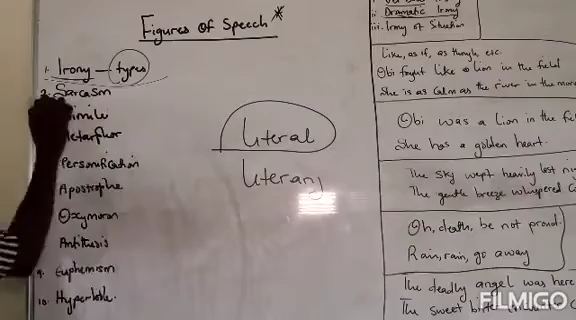 Figures of Speech*
1. Irony — types
2. Sarcasm
Personification
Apostrophe
Oxymoron
9. Euphemism
10. Hyperbole.
literal
literary
ii Dramatic Irony
iii. Irony of Situation
Like, as if, as though, etc.
Obi fought like a lion in the field
She is as calm as the river in the
Obi was a lion in the
She has a golden heart.
The sky wept heavily last
The gentle breeze whispered
Oh, death, be not proud.
Rain, rain, go away
The deadly angel was here
The sweet
FILMIGO